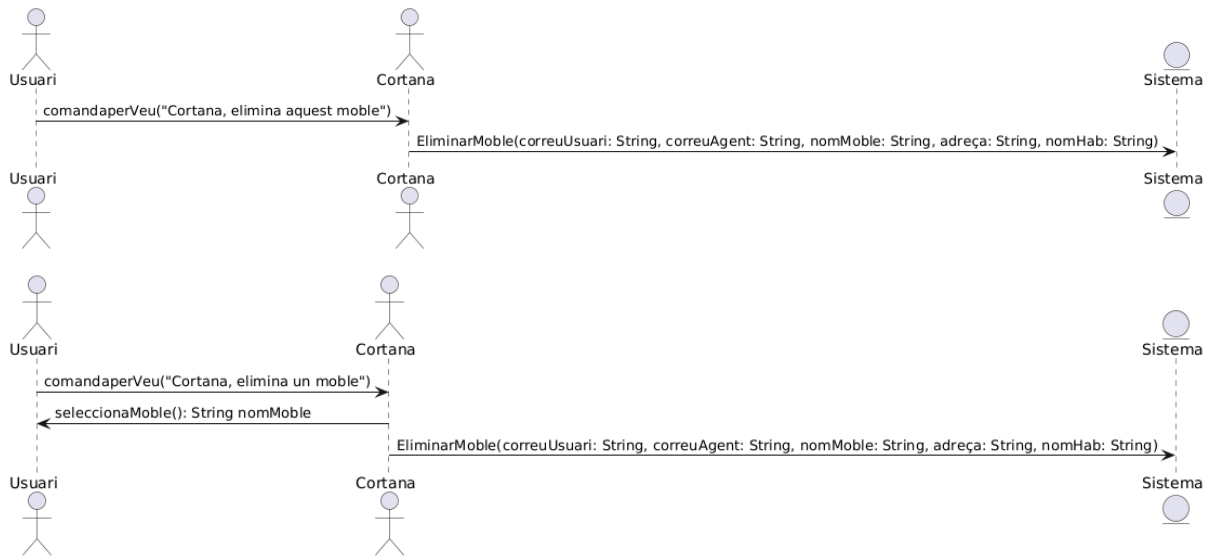 Usuari
Cortana
Sistema
comandaperVeu("Cortana, elimina aquest moble")
EliminarMoble(correuUsuari: String, correuAgent: String, nomMoble: String, adreça: String, nomHab: String)
Usuari
Cortana
Sistema
Usuari
Cortana
Sistema
comandaperVeu("Cortana, elimina un moble")
seleccionaMoble(): String nomMoble
EliminarMoble(correuUsuari: String, correuAgent: String, nomMoble: String, adreça: String, nomHab: String)
Usuari
Cortana
Sistema